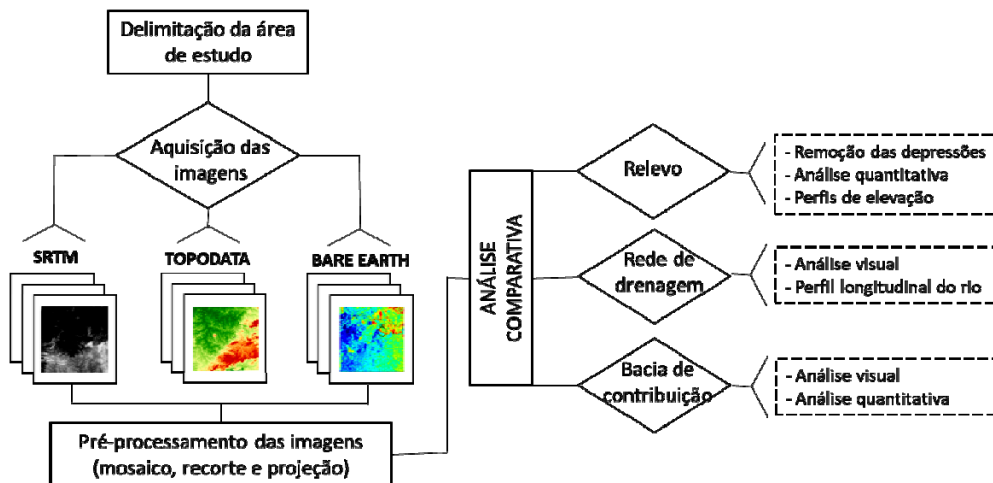 Delimitação da área
de estudo
Aquisição das
imagens
SRTM
TOPODATA
BARE EARTH
Pré-processamento das imagens
(mosaico, recorte e projeção)
ANÁLISE
COMPARATIVA
Relevo
- Remoção das depressões
- Análise quantitativa
- Perfis de elevação
Rede de
drenagem
- Análise visual
- Perfil longitudinal do rio
Bacia de
contribuição
- Análise visual
- Análise quantitativa